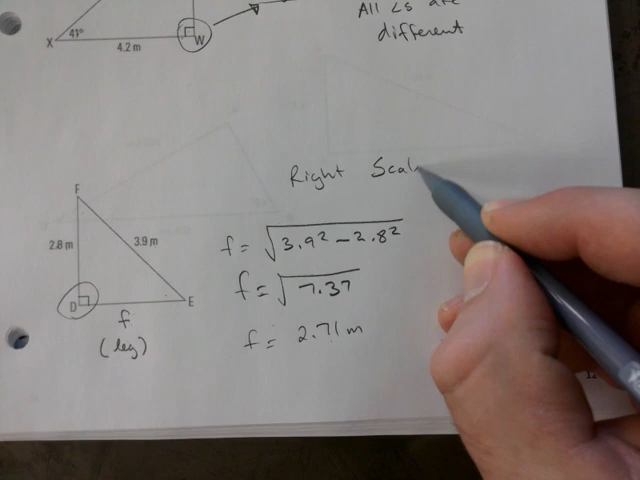 All ∠s are
different
X 41° W
4.2 m
Right Scal
F
2.8 m 3.9 m
D E
f
(leg)
f = √3.9² - 2.8²
f = √7.37
f = 2.71 m